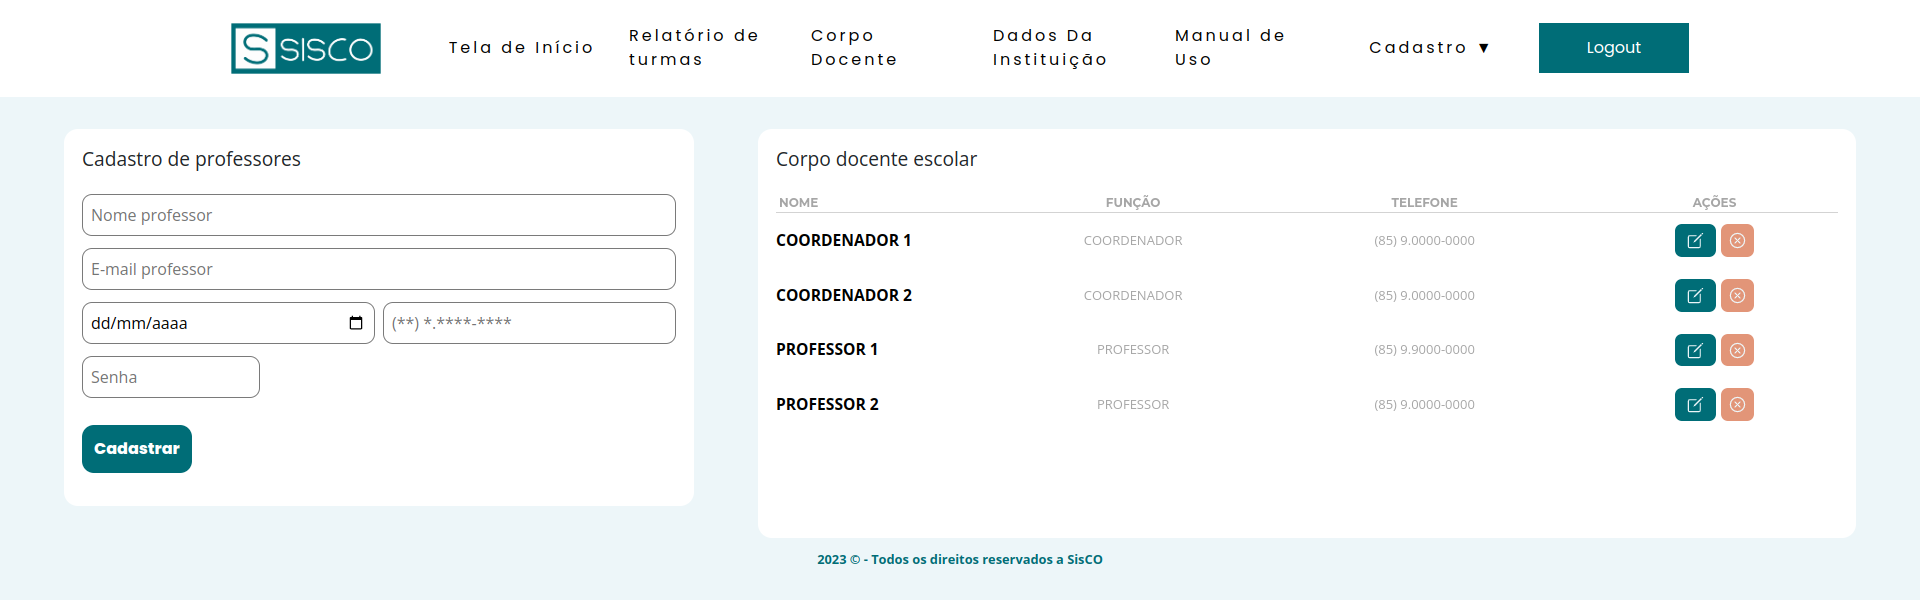 S SISCO
Tela de Início
Relatório de
turmas
Corpo
Docente
Dados Da
Instituição
Manual de
Uso
Cadastro ▼
Logout
Cadastro de professores
Nome professor
E-mail professor
dd/mm/aaaa
(**) *.****-****
Senha
Cadastrar
Corpo docente escolar
NOME FUNÇÃO TELEFONE AÇÕES
COORDENADOR 1 COORDENADOR (85) 9.0000-0000
COORDENADOR 2 COORDENADOR (85) 9.0000-0000
PROFESSOR 1 PROFESSOR (85) 9.9000-0000
PROFESSOR 2 PROFESSOR (85) 9.0000-0000
2023 © - Todos os direitos reservados a SisCO